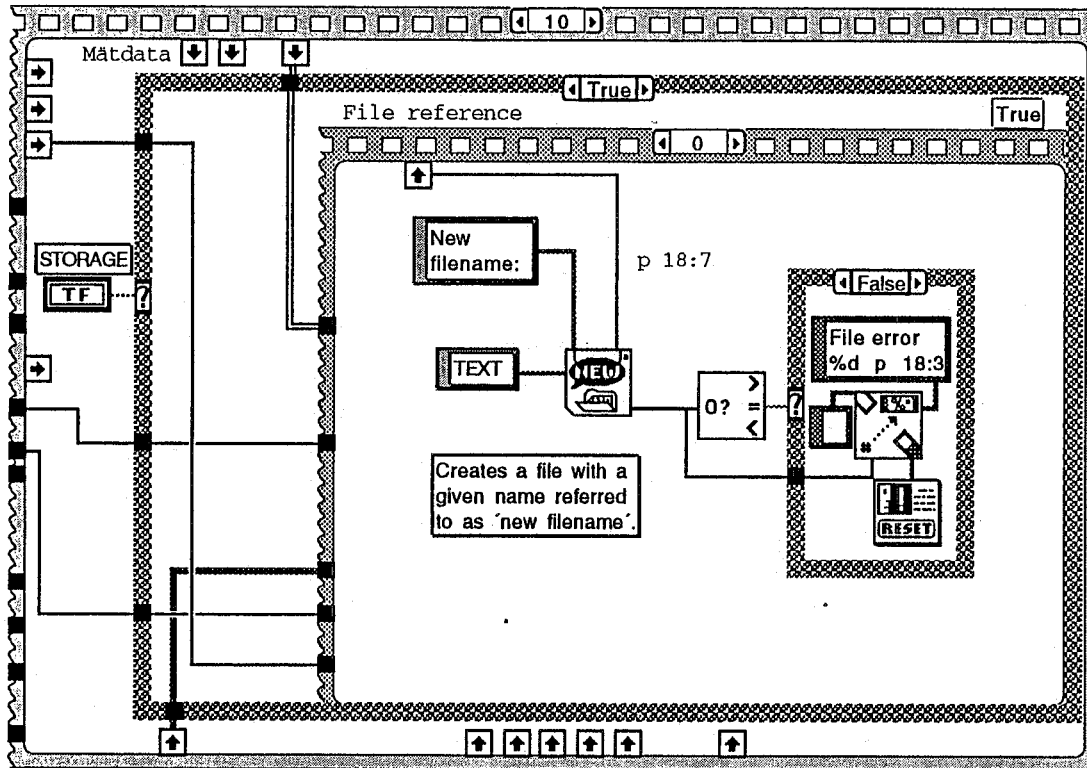 10
Mätdata
True
File reference
True
0
New
filename:
p 18:7
STORAGE
TF
False
File error
%d p 18:3
TEXT
NEW
0? > = <
?
?
%·
#
Creates a file with a
given name referred
to as ´new filename´.
RESET